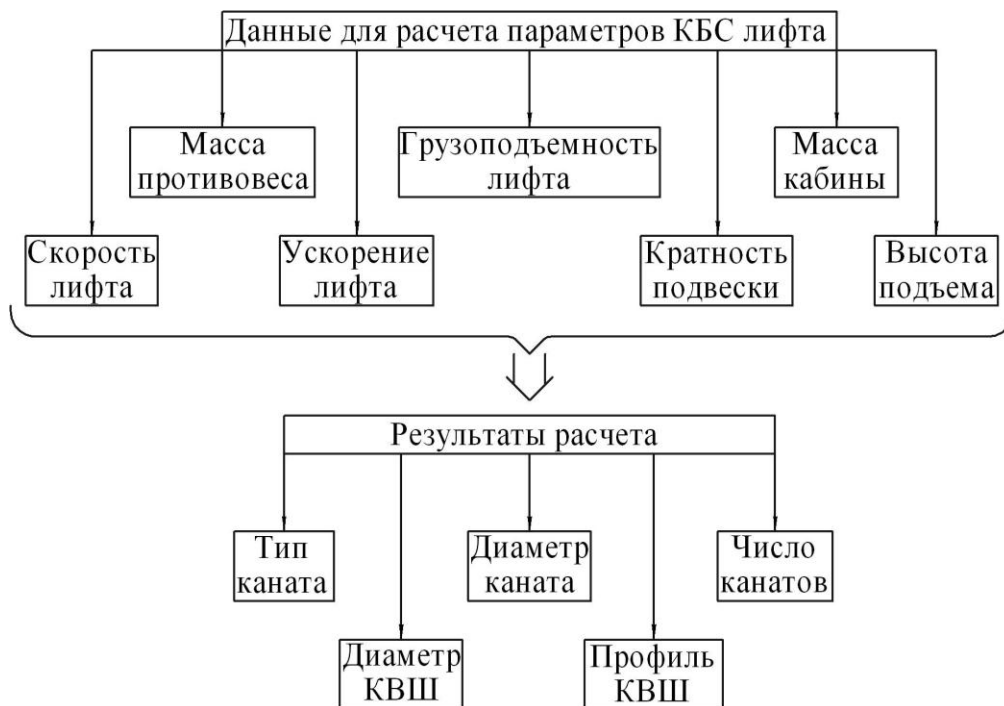 Данные для расчета параметров КБС лифта
Масса
противовеса
Грузоподъемность
лифта
Масса
кабины
Скорость
лифта
Ускорение
лифта
Кратность
подвески
Высота
подъема
Результаты расчета
Тип
каната
Диаметр
каната
Число
канатов
Диаметр
КВШ
Профиль
КВШ